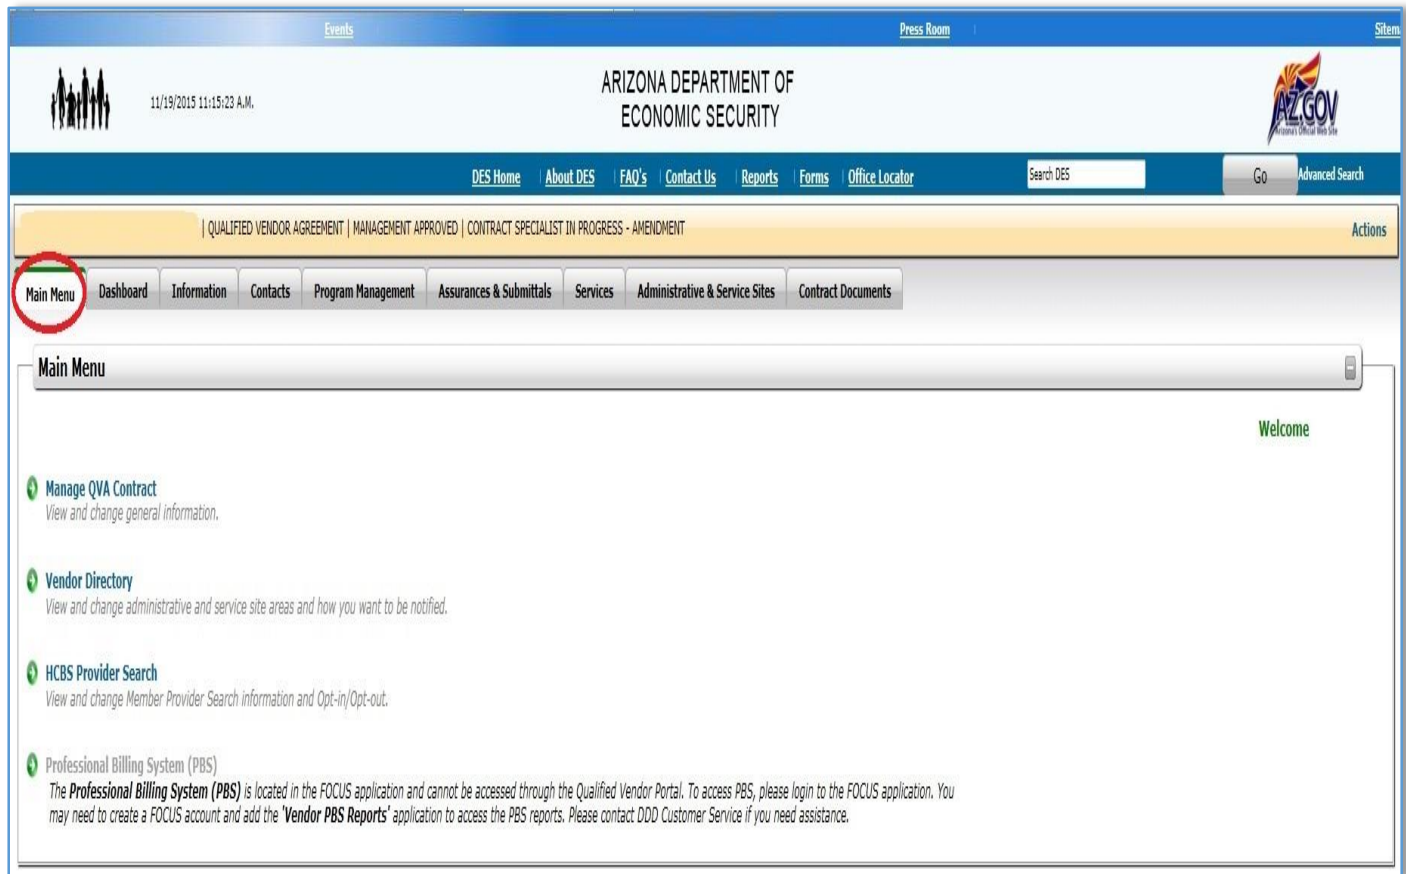 Events
Press Room
Sitem
11/19/2015 11:15:23 A.M.
ARIZONA DEPARTMENT OF
ECONOMIC SECURITY
AZ.GOV
Arizona's Official Web Site
DES Home | About DES | FAQ's | Contact Us | Reports | Forms | Office Locator
Search DES
Go
Advanced Search
| QUALIFIED VENDOR AGREEMENT | MANAGEMENT APPROVED | CONTRACT SPECIALIST IN PROGRESS - AMENDMENT
Actions
Main Menu Dashboard Information Contacts Program Management Assurances & Submittals Services Administrative & Service Sites Contract Documents
Main Menu
Welcome
Manage QVA Contract
View and change general information.
Vendor Directory
View and change administrative and service site areas and how you want to be notified.
HCBS Provider Search
View and change Member Provider Search information and Opt-in/Opt-out.
Professional Billing System (PBS)
The Professional Billing System (PBS) is located in the FOCUS application and cannot be accessed through the Qualified Vendor Portal. To access PBS, please login to the FOCUS application. You
may need to create a FOCUS account and add the 'Vendor PBS Reports' application to access the PBS reports. Please contact DDD Customer Service if you need assistance.